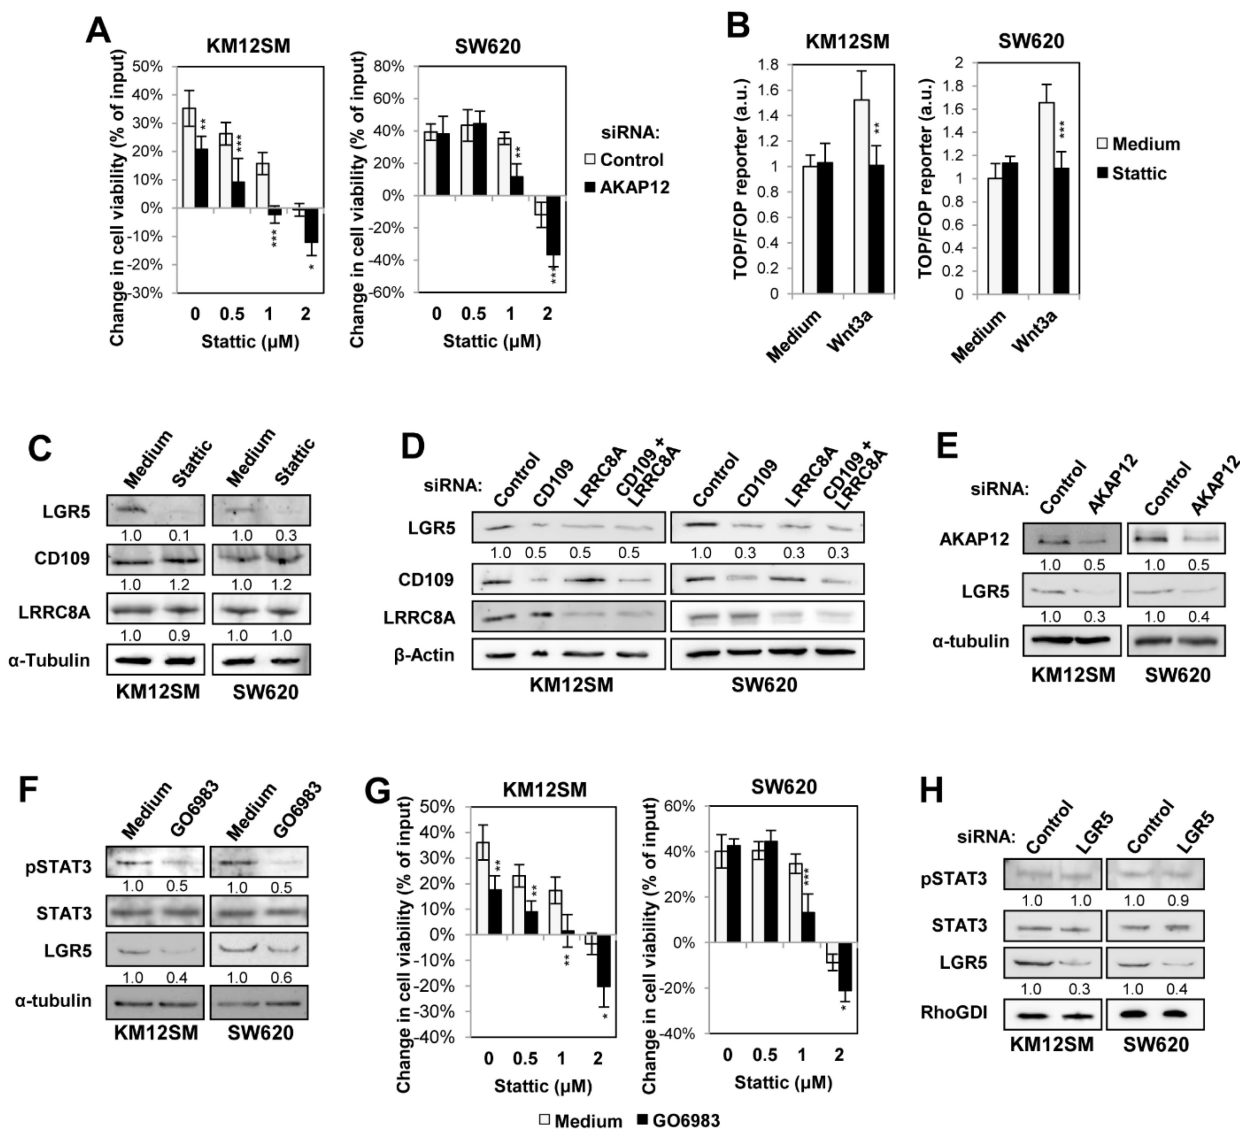 A
KM12SM
SW620
Change in cell viability (% of input)
50%
40%
30%
20%
10%
0%
-10%
-20%
-30%
** *** *** *
0 0.5 1 2
Stattic (µM)
Change in cell viability (% of input)
80%
60%
40%
20%
0%
-20%
-40%
-60%
** ***
0 0.5 1 2
Stattic (µM)
siRNA:
Control
AKAP12
B
KM12SM
SW620
TOP/FOP reporter (a.u.)
1.8
1.6
1.4
1.2
1
0.8
0.6
0.4
0.2
0
**
Medium Wnt3a
TOP/FOP reporter (a.u.)
2
1.8
1.6
1.4
1.2
1
0.8
0.6
0.4
0.2
0
***
Medium Wnt3a
Medium
Stattic
C
Medium Stattic Medium Stattic
LGR5
1.0 0.1 1.0 0.3
CD109
1.0 1.2 1.0 1.2
LRRC8A
1.0 0.9 1.0 1.0
α-Tubulin
KM12SM SW620
D
siRNA: Control CD109 LRRC8A CD109 + LRRC8A Control CD109 LRRC8A CD109 + LRRC8A
LGR5
1.0 0.5 0.5 0.5 1.0 0.3 0.3 0.3
CD109
LRRC8A
β-Actin
KM12SM SW620
E
siRNA: Control AKAP12 Control AKAP12
AKAP12
1.0 0.5 1.0 0.5
LGR5
1.0 0.3 1.0 0.4
α-tubulin
KM12SM SW620
F
Medium GO6983 Medium GO6983
pSTAT3
1.0 0.5 1.0 0.5
STAT3
LGR5
1.0 0.4 1.0 0.6
α-tubulin
KM12SM SW620
G
KM12SM
SW620
Change in cell viability (% of input)
50%
40%
30%
20%
10%
0%
-10%
-20%
-30%
-40%
** ** ** *
0 0.5 1 2
Stattic (µM)
Change in cell viability (% of input)
60%
40%
20%
0%
-20%
-40%
*** *
0 0.5 1 2
Stattic (µM)
Medium GO6983
H
siRNA: Control LGR5 Control LGR5
pSTAT3
1.0 1.0 1.0 0.9
STAT3
LGR5
1.0 0.3 1.0 0.4
RhoGDI
KM12SM SW620